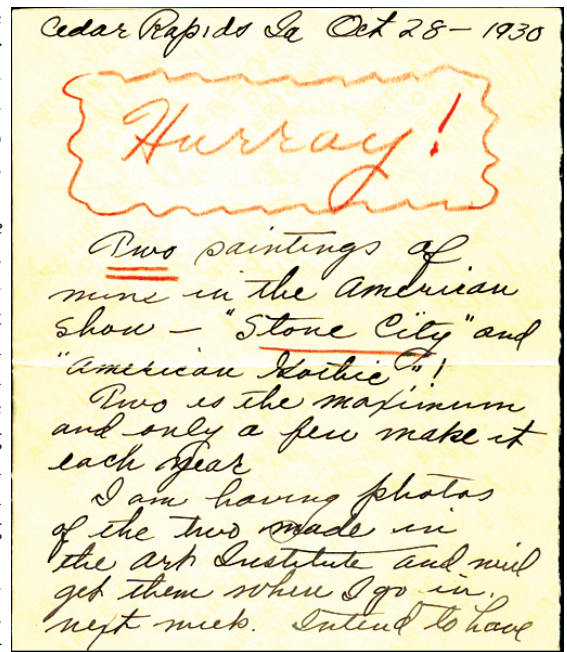 Cedar Rapids Ia Oct 28 – 1930
Hurray!
Two paintings of
mine in the American
show – "Stone City" and
"American Gothic"!
Two is the maximum
and only a few make it
each year
I am having photos
of the two made in
the Art Institute and will
get them when I go in
next week. Intend to have